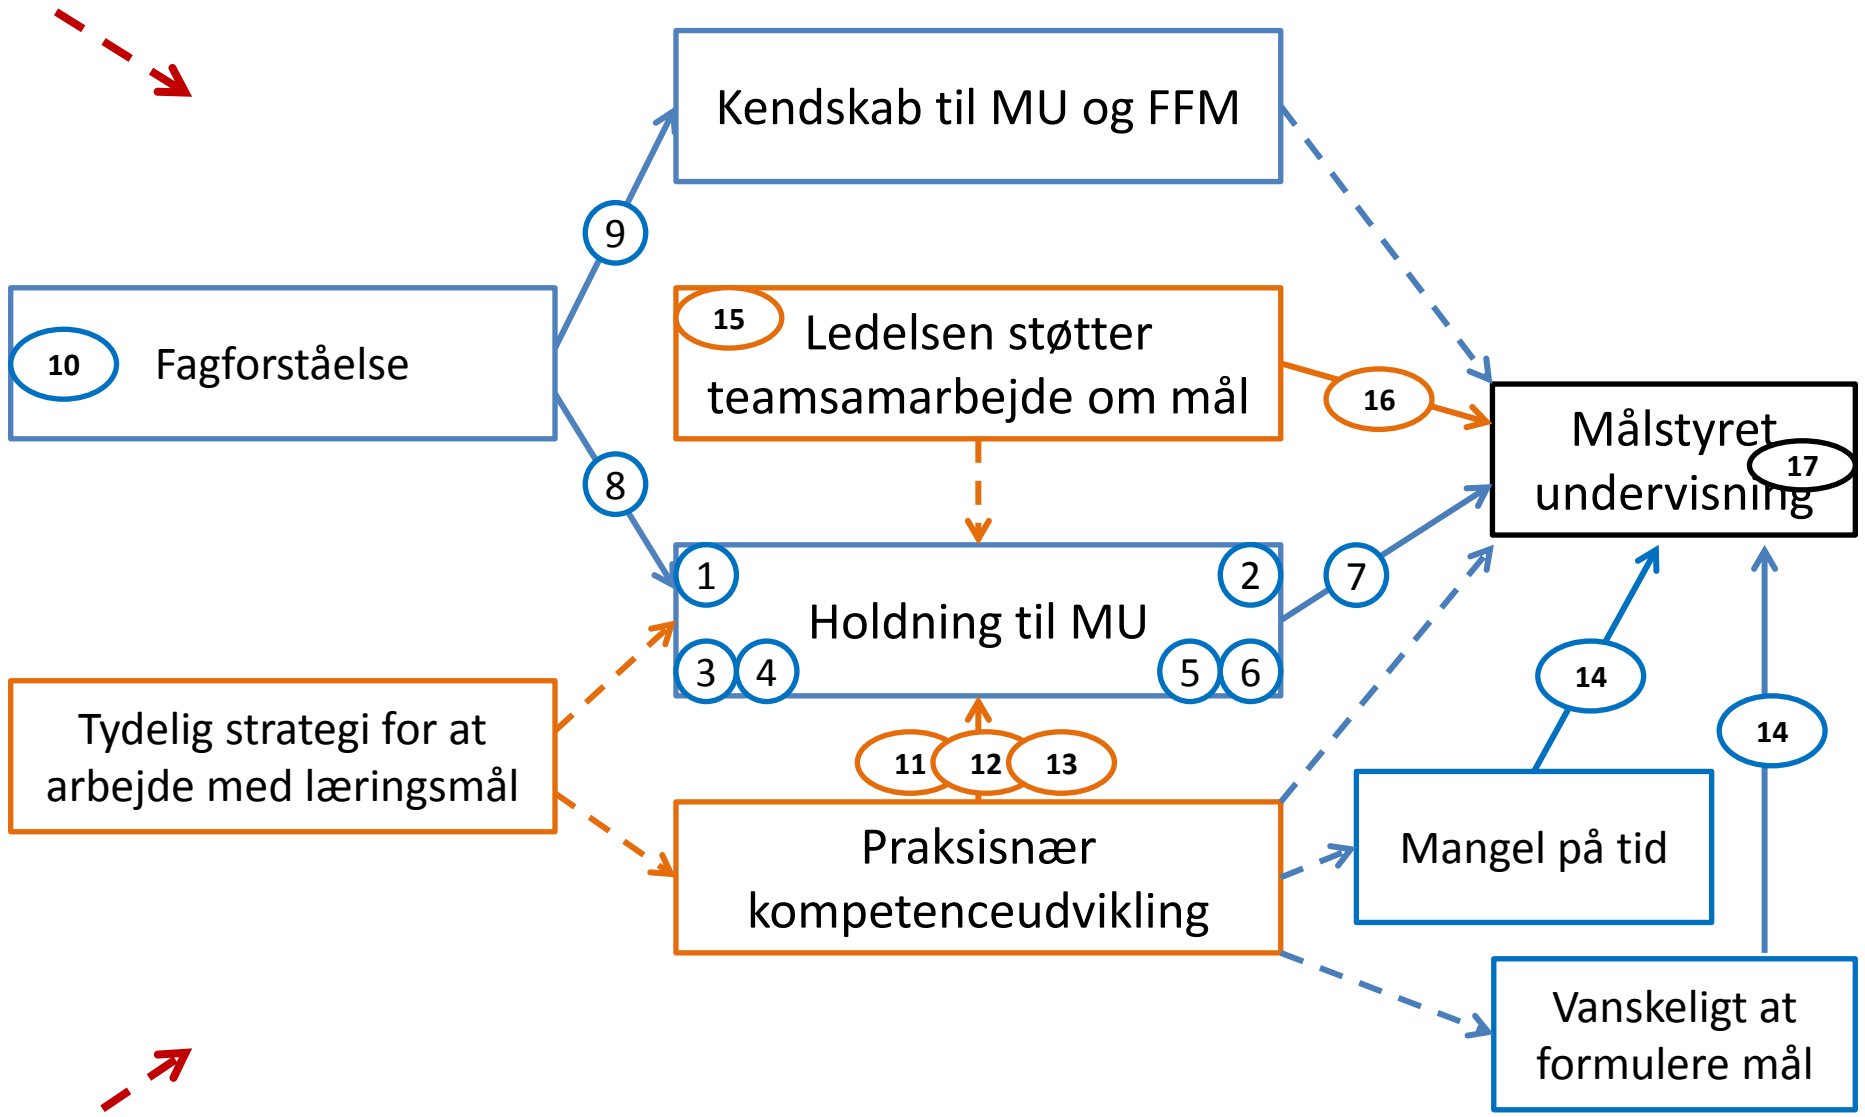 Kendskab til MU og FFM
9
15
Ledelsen støtter
teamsamarbejde om mål
10
Fagforståelse
16
Målstyret
17
undervisning
8
1
2
7
Holdning til MU
3
4
5
6
14
14
Tydelig strategi for at
arbejde med læringsmål
11
12
13
Praksisnær
kompetenceudvikling
Mangel på tid
Vanskeligt at
formulere mål